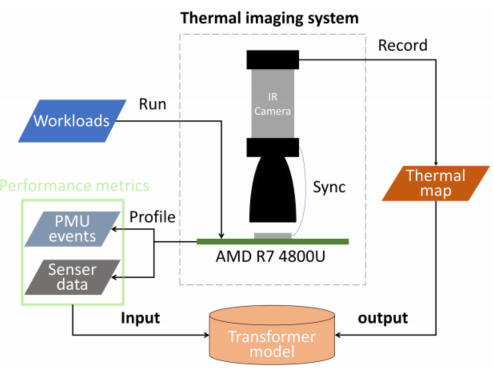 Thermal imaging system
Record
IR
Camera
Run
Workloads
Sync
Thermal
map
Performance metrics
PMU
events
Profile
Senser
data
AMD R7 4800U
Input
output
Transformer
model